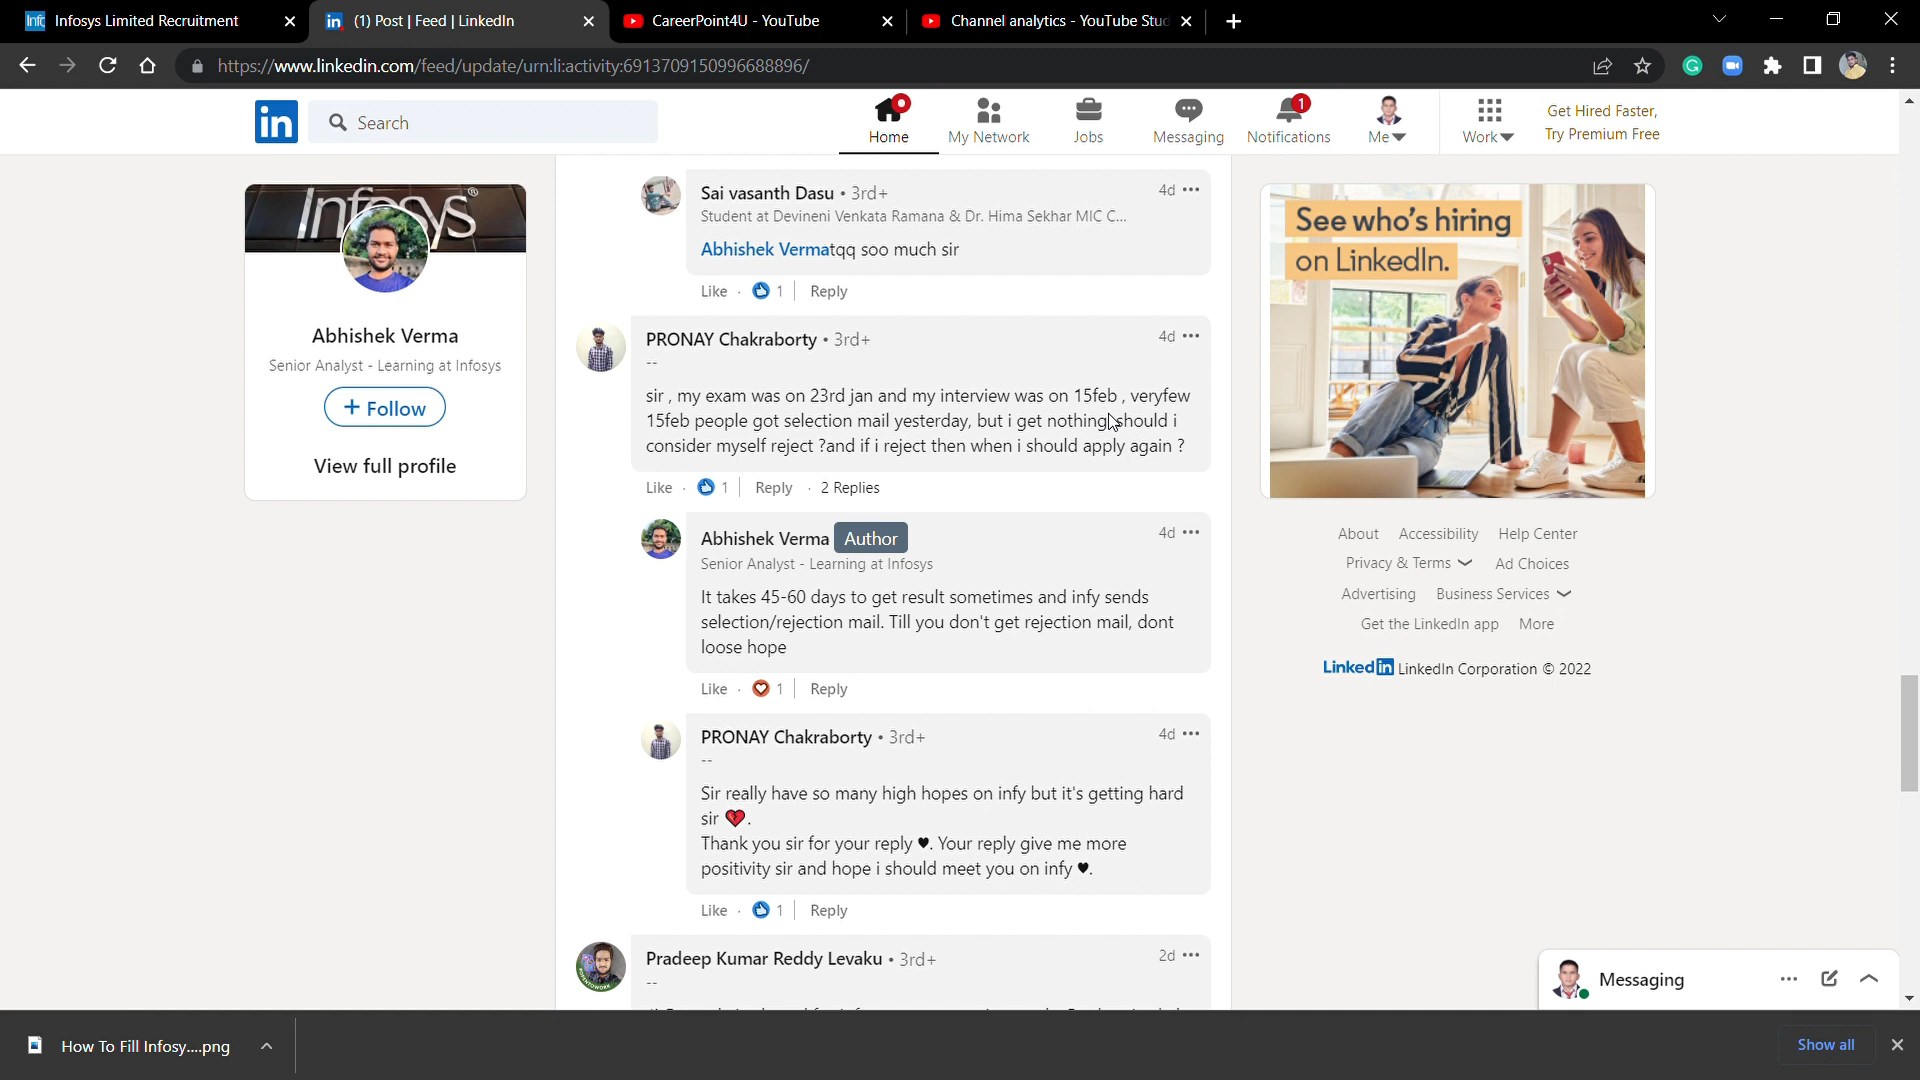 Infosys Limited Recruitment
(1) Post | Feed | LinkedIn
CareerPoint4U - YouTube
Channel analytics - YouTube Stud
https://www.linkedin.com/feed/update/urn:li:activity:6913709150996688896/
in
Search
Home
My Network
Jobs
Messaging
1
Notifications
Me
Work
Get Hired Faster,
Try Premium Free
Infosys
Abhishek Verma
Senior Analyst - Learning at Infosys
+ Follow
View full profile
Sai vasanth Dasu • 3rd+
4d
Student at Devineni Venkata Ramana & Dr. Hima Sekhar MIC C...
Abhishek Vermatqq soo much sir
Like · 1 | Reply
PRONAY Chakraborty • 3rd+
4d
--
sir , my exam was on 23rd jan and my interview was on 15feb , veryfew
15feb people got selection mail yesterday, but i get nothing, should i
consider myself reject ?and if i reject then when i should apply again ?
Like · 1 | Reply · 2 Replies
Abhishek Verma Author
4d
Senior Analyst - Learning at Infosys
It takes 45-60 days to get result sometimes and infy sends
selection/rejection mail. Till you don't get rejection mail, dont
loose hope
Like · 1 | Reply
PRONAY Chakraborty • 3rd+
4d
--
Sir really have so many high hopes on infy but it's getting hard
sir 💔.
Thank you sir for your reply ♥. Your reply give me more
positivity sir and hope i should meet you on infy ♥.
Like · 1 | Reply
Pradeep Kumar Reddy Levaku • 3rd+
2d
--
See who's hiring
on LinkedIn.
About Accessibility Help Center
Privacy & Terms Ad Choices
Advertising Business Services
Get the LinkedIn app More
LinkedIn LinkedIn Corporation © 2022
Messaging
How To Fill Infosy....png
Show all